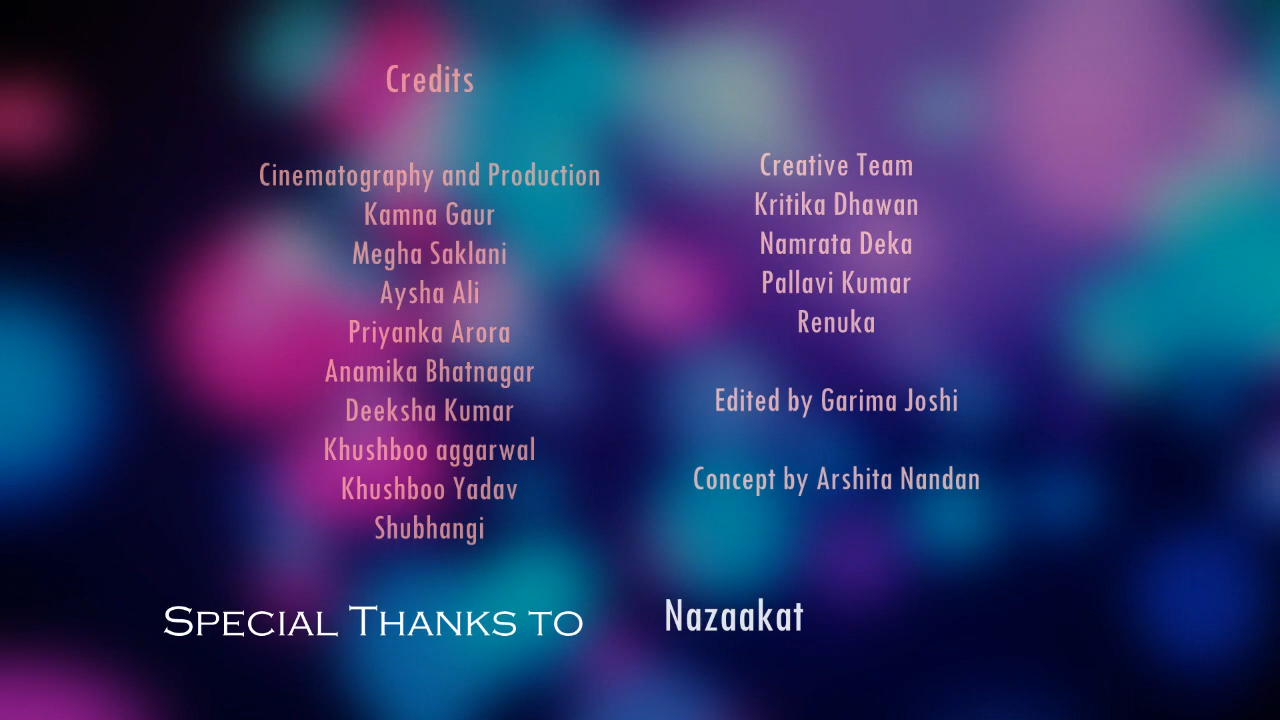 Credits
Cinematography and Production
Kamna Gaur
Megha Saklani
Aysha Ali
Priyanka Arora
Anamika Bhatnagar
Deeksha Kumar
Khushboo aggarwal
Khushboo Yadav
Shubhangi
Creative Team
Kritika Dhawan
Namrata Deka
Pallavi Kumar
Renuka
Edited by Garima Joshi
Concept by Arshita Nandan
Special Thanks to Nazaakat